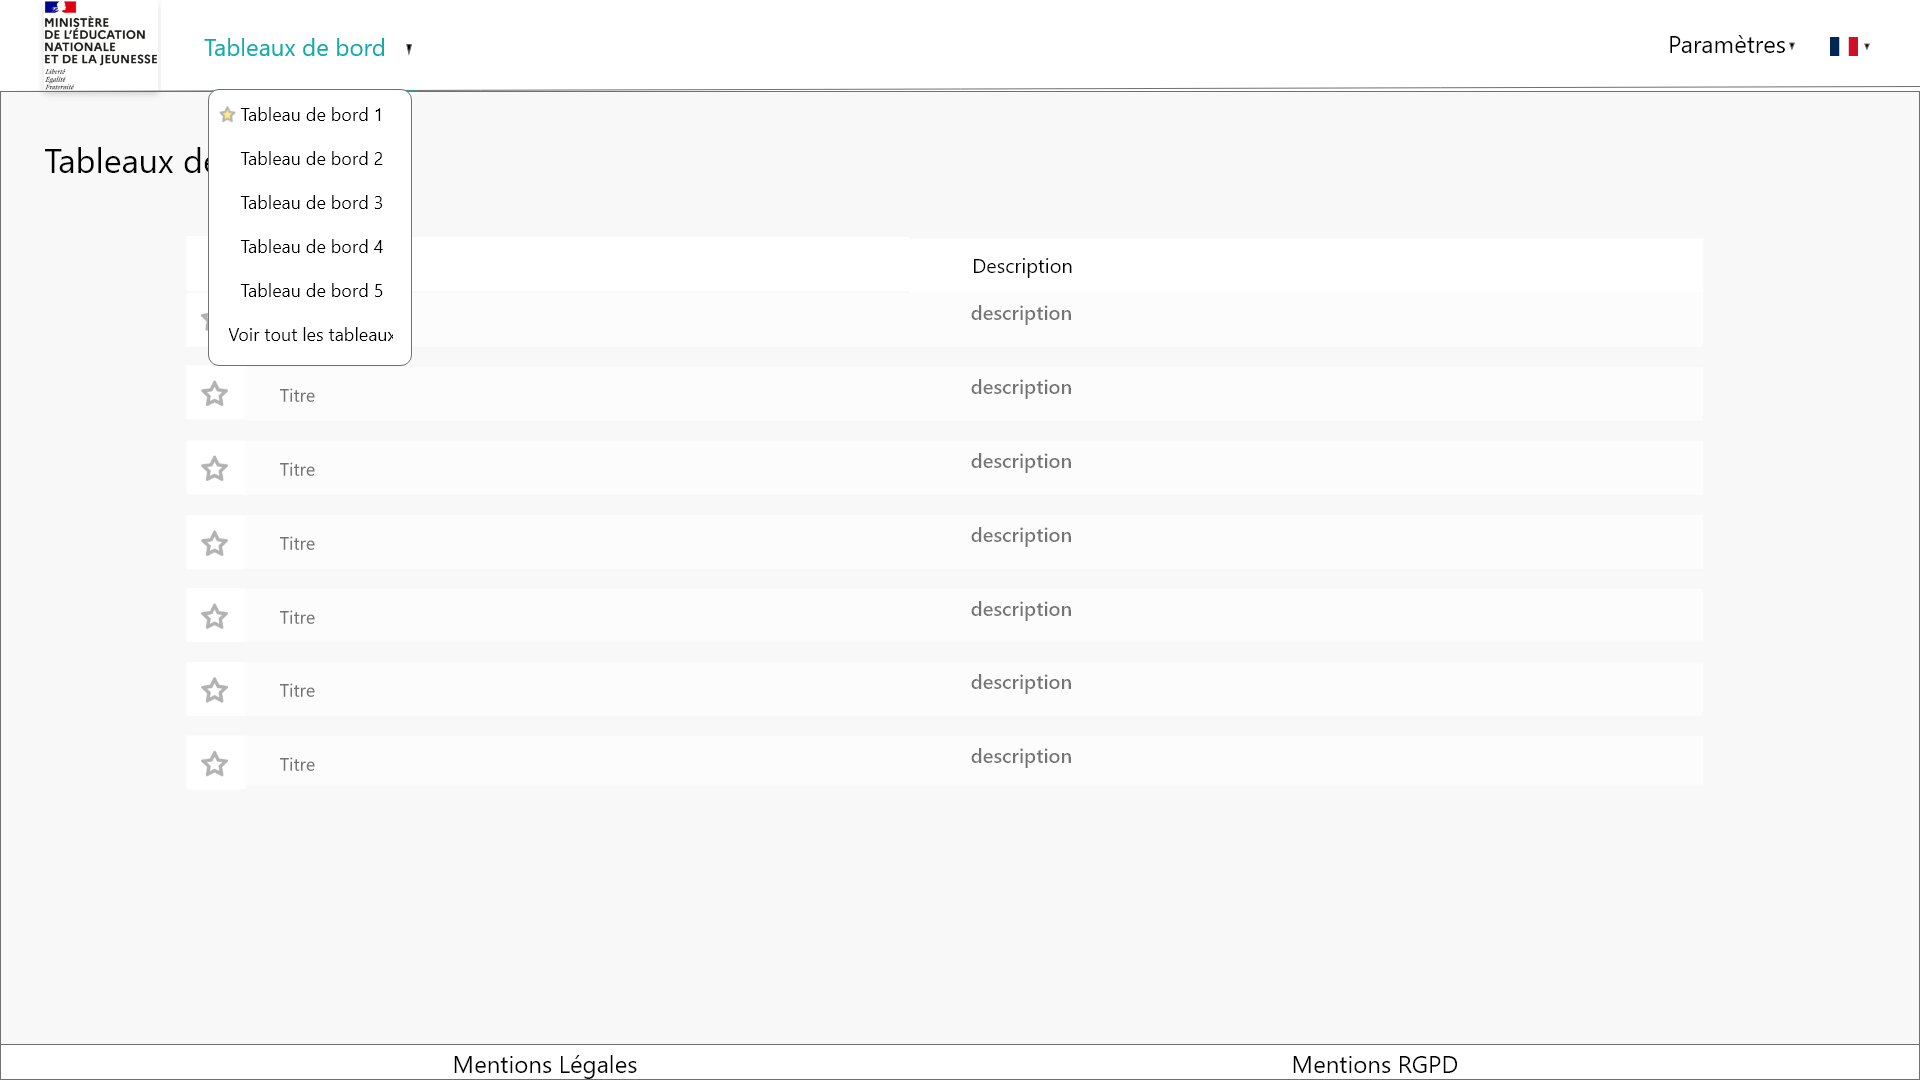 MINISTÈRE
DE L'ÉDUCATION
NATIONALE
ET DE LA JEUNESSE
Liberté
Égalité
Fraternité
Tableaux de bord
Paramètres
Tableau de bord 1
Tableau de bord 2
Tableau de bord 3
Tableau de bord 4
Tableau de bord 5
Voir tout les tableaux
Tableaux de
Description
description
Titre description
Titre description
Titre description
Titre description
Titre description
Titre description
Mentions Légales Mentions RGPD